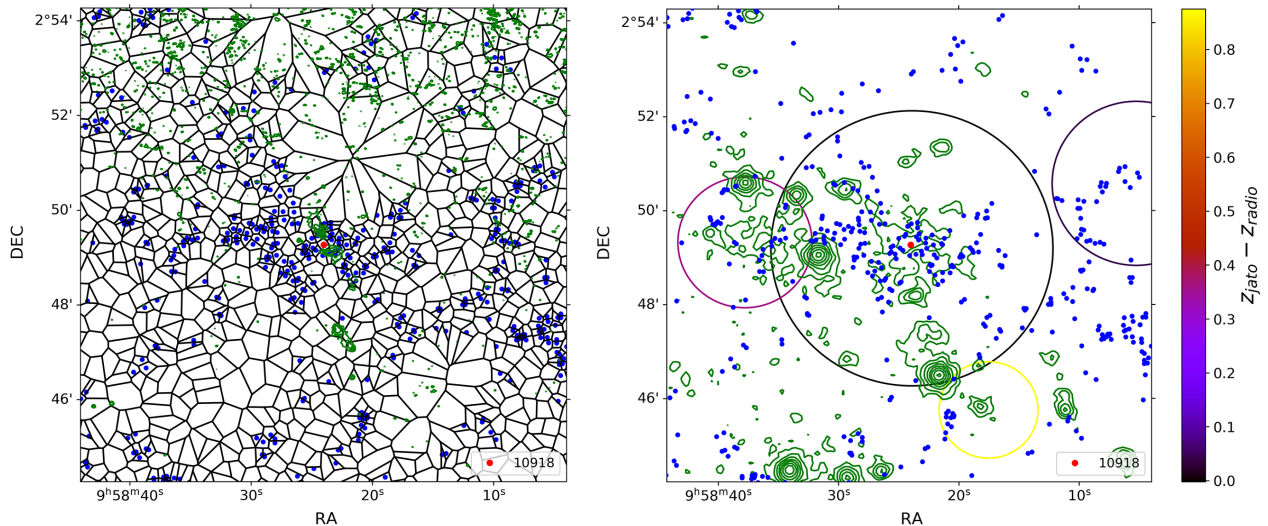 2°54'
52'
50'
48'
46'
DEC
9ʰ58ᵐ40ˢ
30ˢ
20ˢ
10ˢ
RA
10918
2°54'
52'
50'
48'
46'
DEC
9ʰ58ᵐ40ˢ
30ˢ
20ˢ
10ˢ
RA
10918
0.8
0.7
0.6
0.5
0.4
0.3
0.2
0.1
0.0
z_jato − z_radio